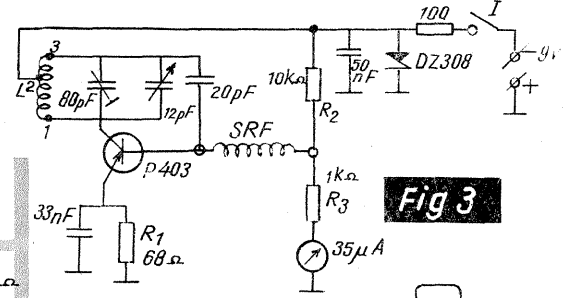 100
I
-9V
+
3
L2
1
80pF
12pF
20pF
10kΩ
R2
50
nF
DZ308
SRF
P403
1kΩ
R3
33nF
R1
68Ω
35μA
Fig 3
Ω